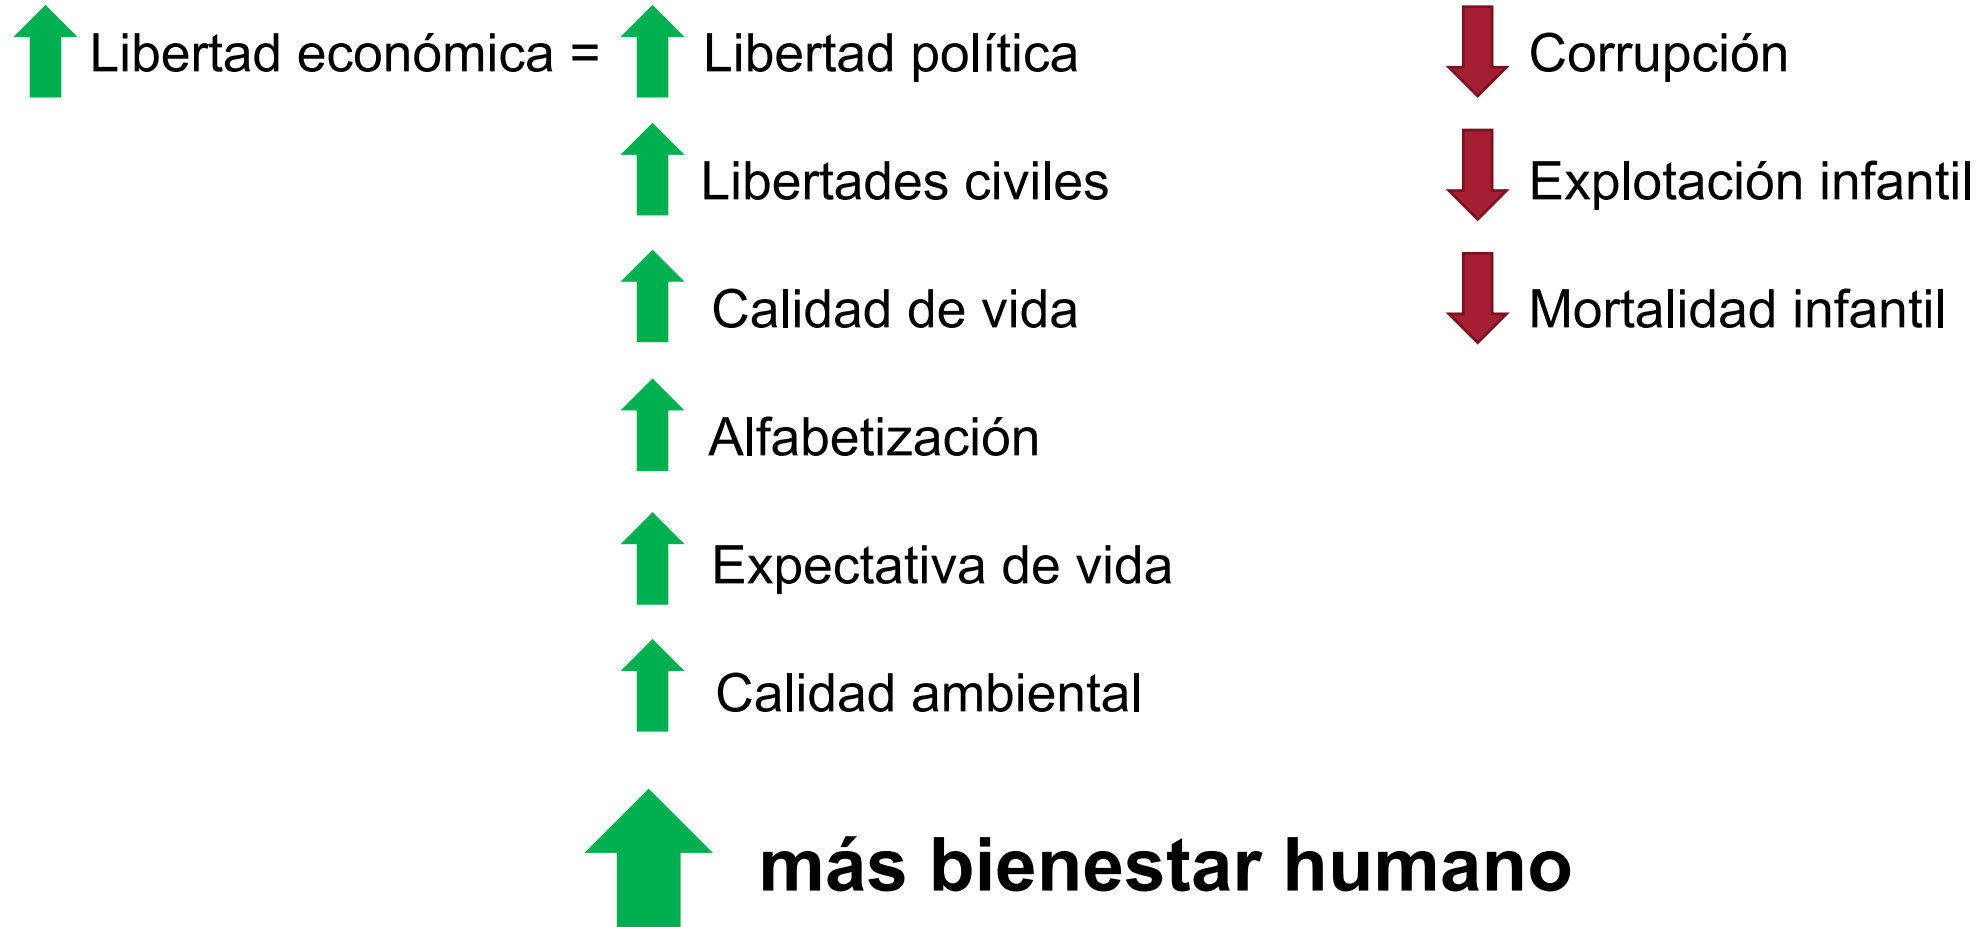 Libertad económica = Libertad política
Libertades civiles
Calidad de vida
Alfabetización
Expectativa de vida
Calidad ambiental
Corrupción
Explotación infantil
Mortalidad infantil
más bienestar humano